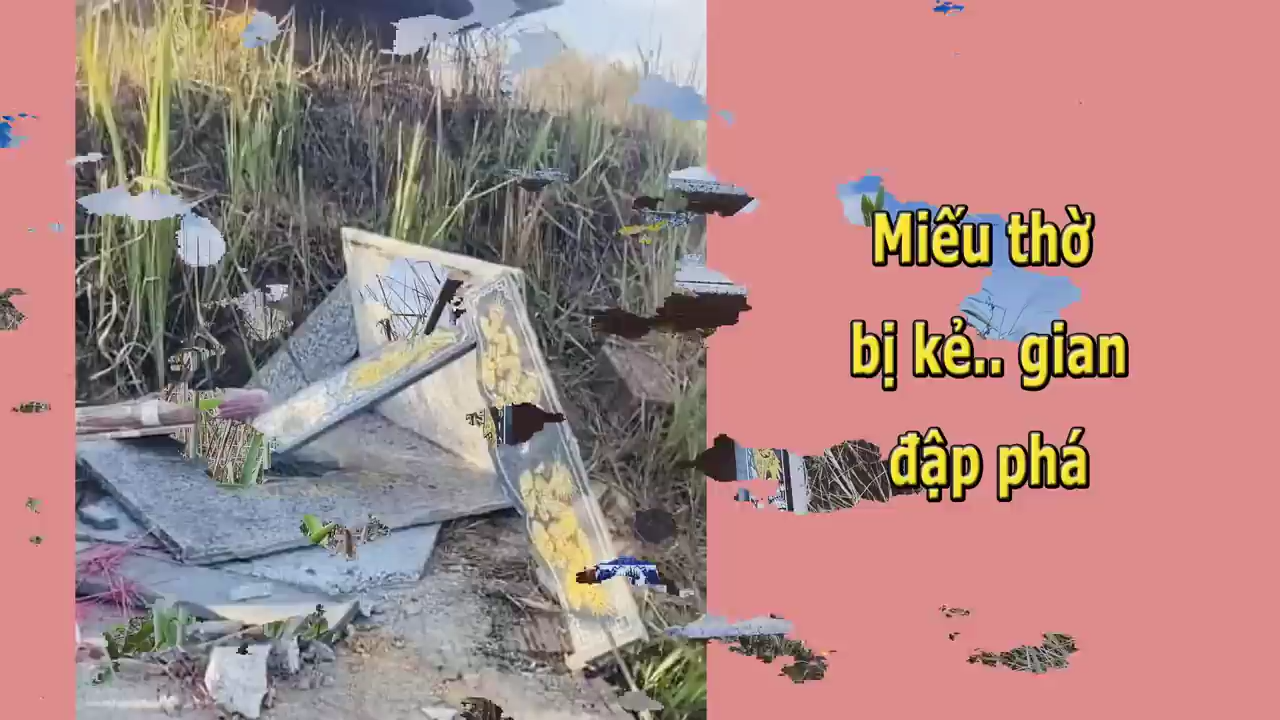 Miếu thờ
bị kẻ.. gian
đập phá